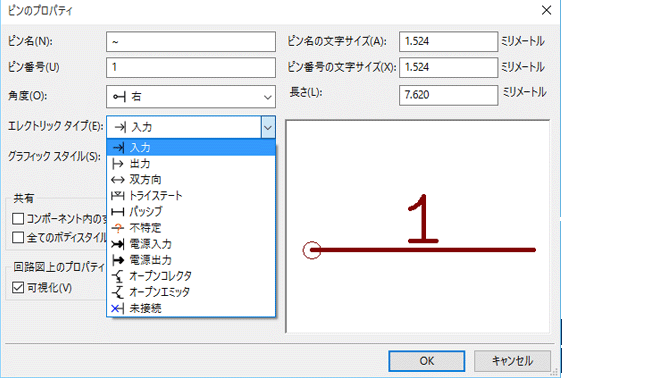 ピンのプロパティ
ピン名(N): ~ ピン名の文字サイズ(A): 1.524 ミリメートル
ピン番号(U) 1 ピン番号の文字サイズ(X): 1.524 ミリメートル
角度(O): 右 長さ(L): 7.620 ミリメートル
エレクトリック タイプ(E): 入力
入力
グラフィック スタイル(S):
出力
双方向
トライステート
共有
パッシブ
コンポーネント内のす
不特定
全てのボディスタイル
電源入力
電源出力
回路図上のプロパティ
オープンコレクタ
可視化(V)
オープンエミッタ
未接続
1
OK キャンセル